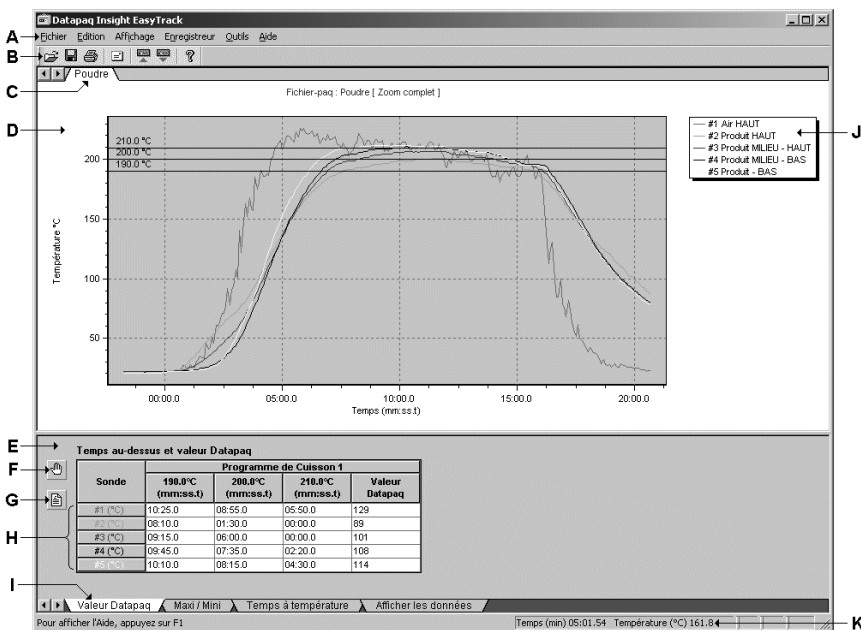 Datapaq Insight EasyTrack
A
Fichier Edition Affichage Enregistreur Outils Aide
B
C
Poudre
Fichier-paq : Poudre [ Zoom complet ]
D
J
#1 Air HAUT
#2 Produit HAUT
#3 Produit MILIEU - HAUT
#4 Produit MILIEU - BAS
#5 Produit - BAS
210.0 °C
200.0 °C
190.0 °C
200
150
100
50
Température °C
00:00.0 05:00.0 10:00.0 15:00.0 20:00.0
Temps (mm:ss.t)
E
Temps au-dessus et valeur Datapaq
F
G
H
Programme de Cuisson 1
Sonde 190.0°C (mm:ss.t) 200.0°C (mm:ss.t) 210.0°C (mm:ss.t) Valeur Datapaq
#1 (°C) 10:25.0 08:55.0 05:50.0 129
#2 (°C) 08:10.0 01:30.0 00:00.0 89
#3 (°C) 09:15.0 06:00.0 00:00.0 101
#4 (°C) 09:45.0 07:35.0 02:20.0 108
#5 (°C) 10:10.0 08:15.0 04:30.0 114
I
Valeur Datapaq Maxi / Mini Temps à température Afficher les données
Pour afficher l'Aide, appuyez sur F1
Temps (min) 05:01.54 Température (°C) 161.8
K